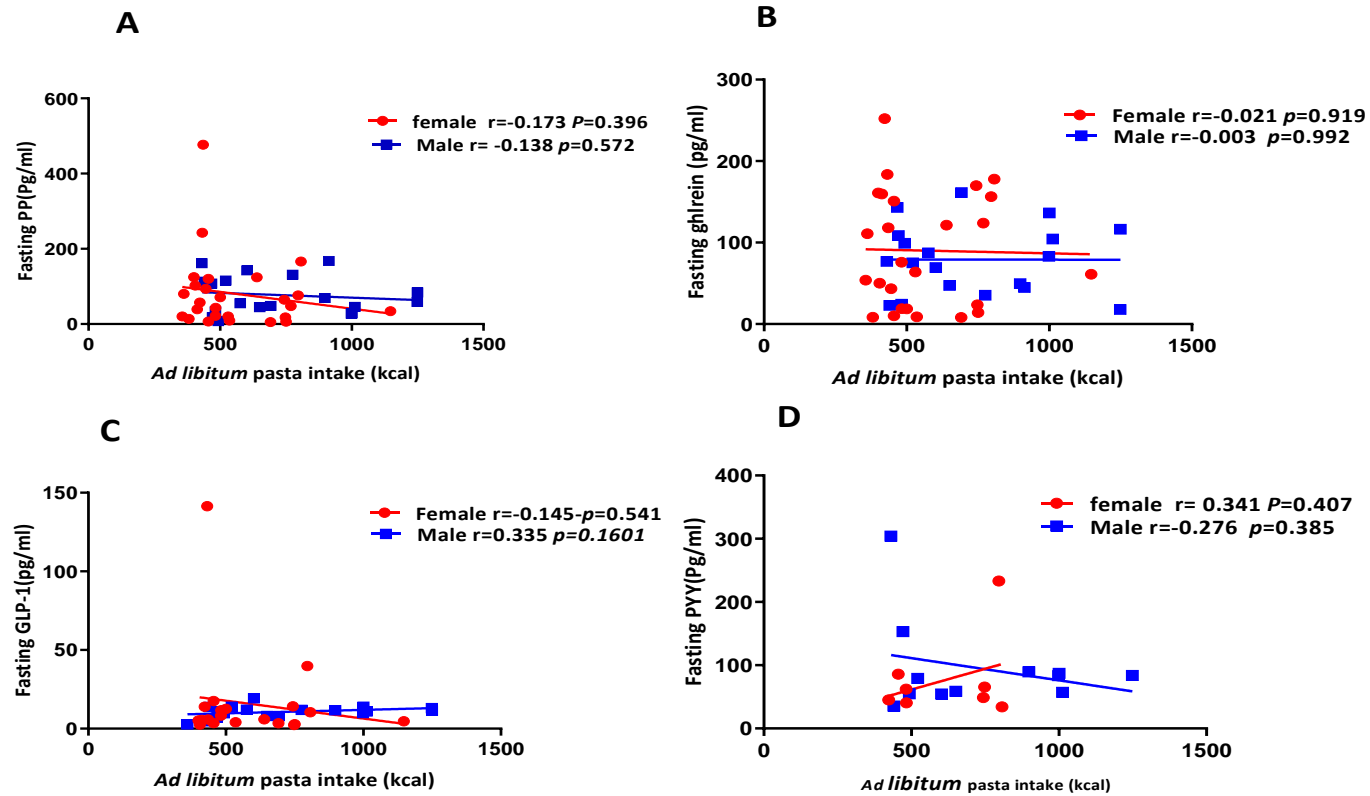 A
Fasting PP(Pg/ml)
600
400
200
0
0 500 1000 1500
Ad libitum pasta intake (kcal)
female r=-0.173 P=0.396
Male r= -0.138 p=0.572
B
Fasting ghlrein (pg/ml)
300
200
100
0
0 500 1000 1500
Ad libitum pasta intake (kcal)
Female r=-0.021 p=0.919
Male r=-0.003 p=0.992
C
Fasting GLP-1(pg/ml)
150
100
50
0
0 500 1000 1500
Ad libitum pasta intake (kcal)
Female r=-0.145-p=0.541
Male r=0.335 p=0.1601
D
Fasting PYY(Pg/ml)
400
300
200
100
0
0 500 1000 1500
Ad libitum pasta intake (kcal)
female r= 0.341 P=0.407
Male r=-0.276 p=0.385